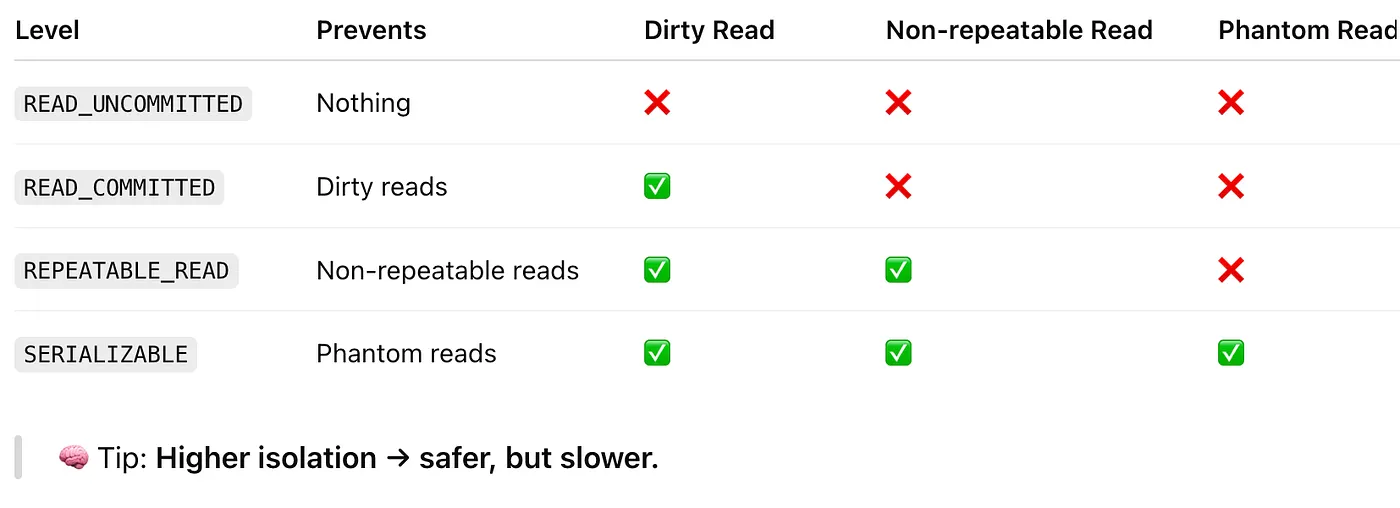 Level Prevents Dirty Read Non-repeatable Read Phantom Read
READ_UNCOMMITTED Nothing ❌ ❌ ❌
READ_COMMITTED Dirty reads ✅ ❌ ❌
REPEATABLE_READ Non-repeatable reads ✅ ✅ ❌
SERIALIZABLE Phantom reads ✅ ✅ ✅
🧠 Tip: Higher isolation → safer, but slower.